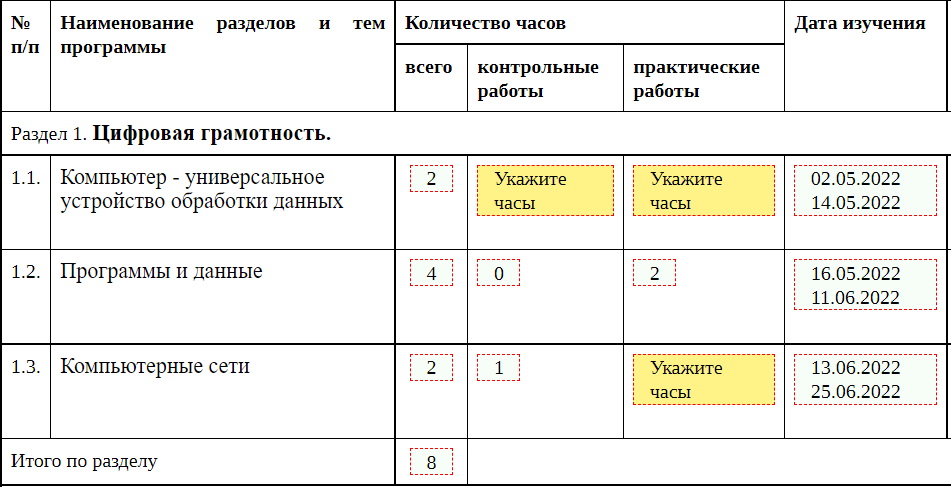 № п/п
Наименование разделов и тем программы
Количество часов
Дата изучения
всего
контрольные работы
практические работы
Раздел 1. Цифровая грамотность.
1.1.
Компьютер - универсальное
устройство обработки данных
2
Укажите
часы
Укажите
часы
02.05.2022
14.05.2022
1.2.
Программы и данные
4
0
2
16.05.2022
11.06.2022
1.3.
Компьютерные сети
2
1
Укажите
часы
13.06.2022
25.06.2022
Итого по разделу
8